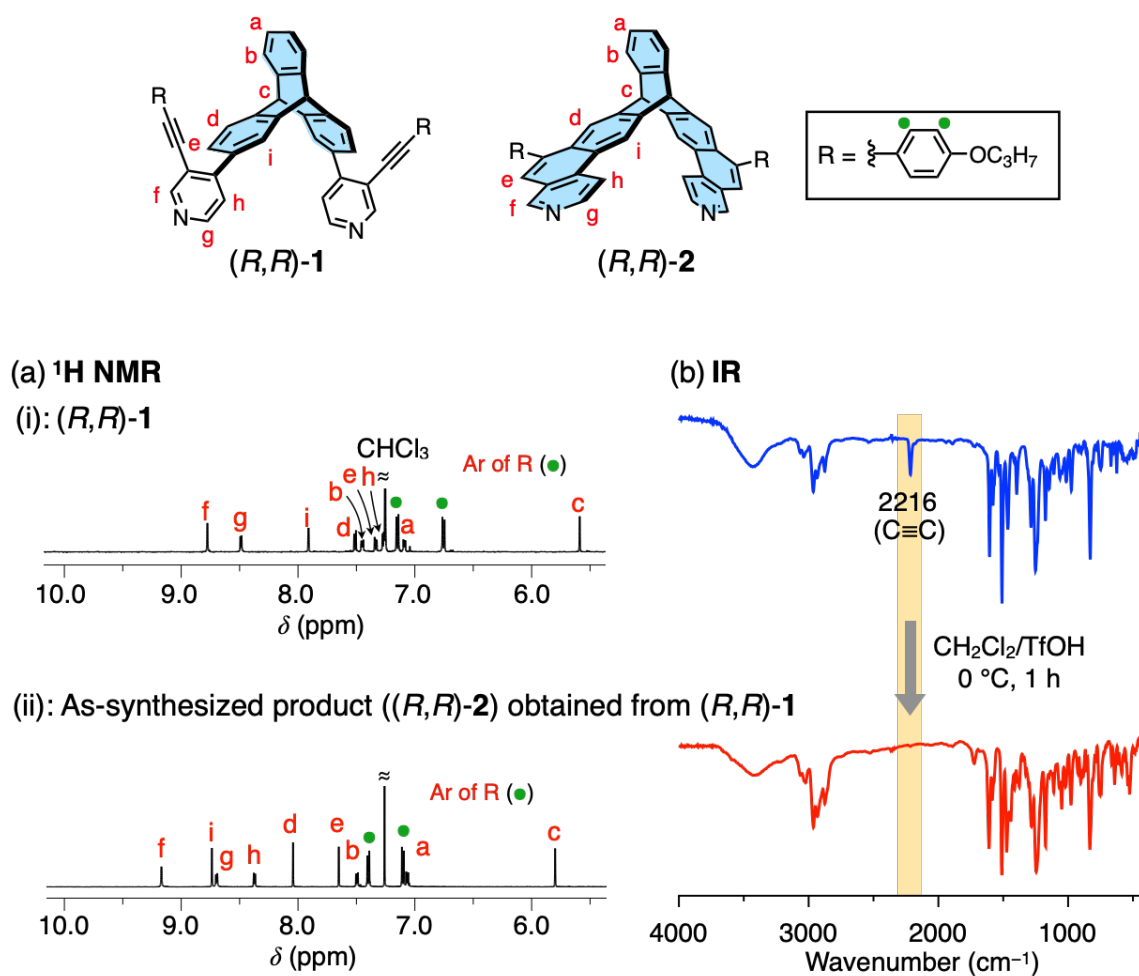 a
b
c
R
d
e
i
R
f
h
N
g
N
(R,R)-1
a
b
c
d
R
i
R
e
h
f
g
N
N
(R,R)-2
R =
OC₃H₇
(a) ¹H NMR
(i): (R,R)-1
CHCl₃
Ar of R (●)
≈
b e h
f g i d a c
10.0 9.0 8.0 7.0 6.0
δ (ppm)
(ii): As-synthesized product ((R,R)-2) obtained from (R,R)-1
≈
Ar of R (●)
f i g h d e b a c
10.0 9.0 8.0 7.0 6.0
δ (ppm)
(b) IR
2216
(C≡C)
CH₂Cl₂/TfOH
0 °C, 1 h
4000 3000 2000 1000
Wavenumber (cm⁻¹)